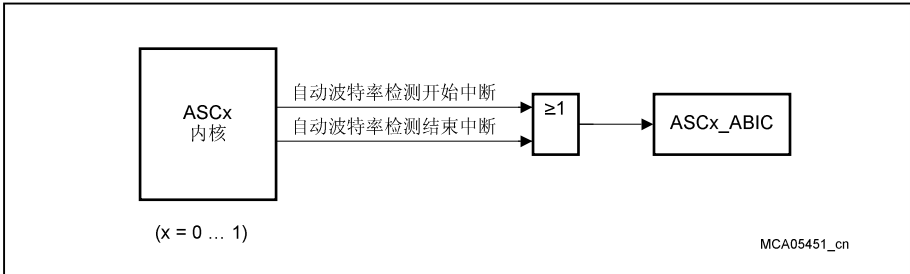 ASCx
内核
自动波特率检测开始中断
自动波特率检测结束中断
≥1
ASCx_ABIC
(x = 0 … 1)
MCA05451_cn